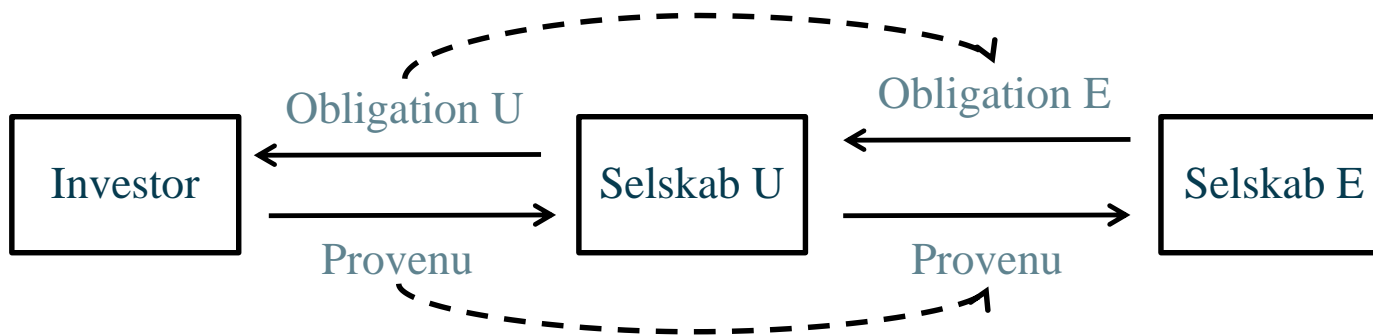 Obligation U
Obligation E
Investor
Selskab U
Selskab E
Provenu
Provenu